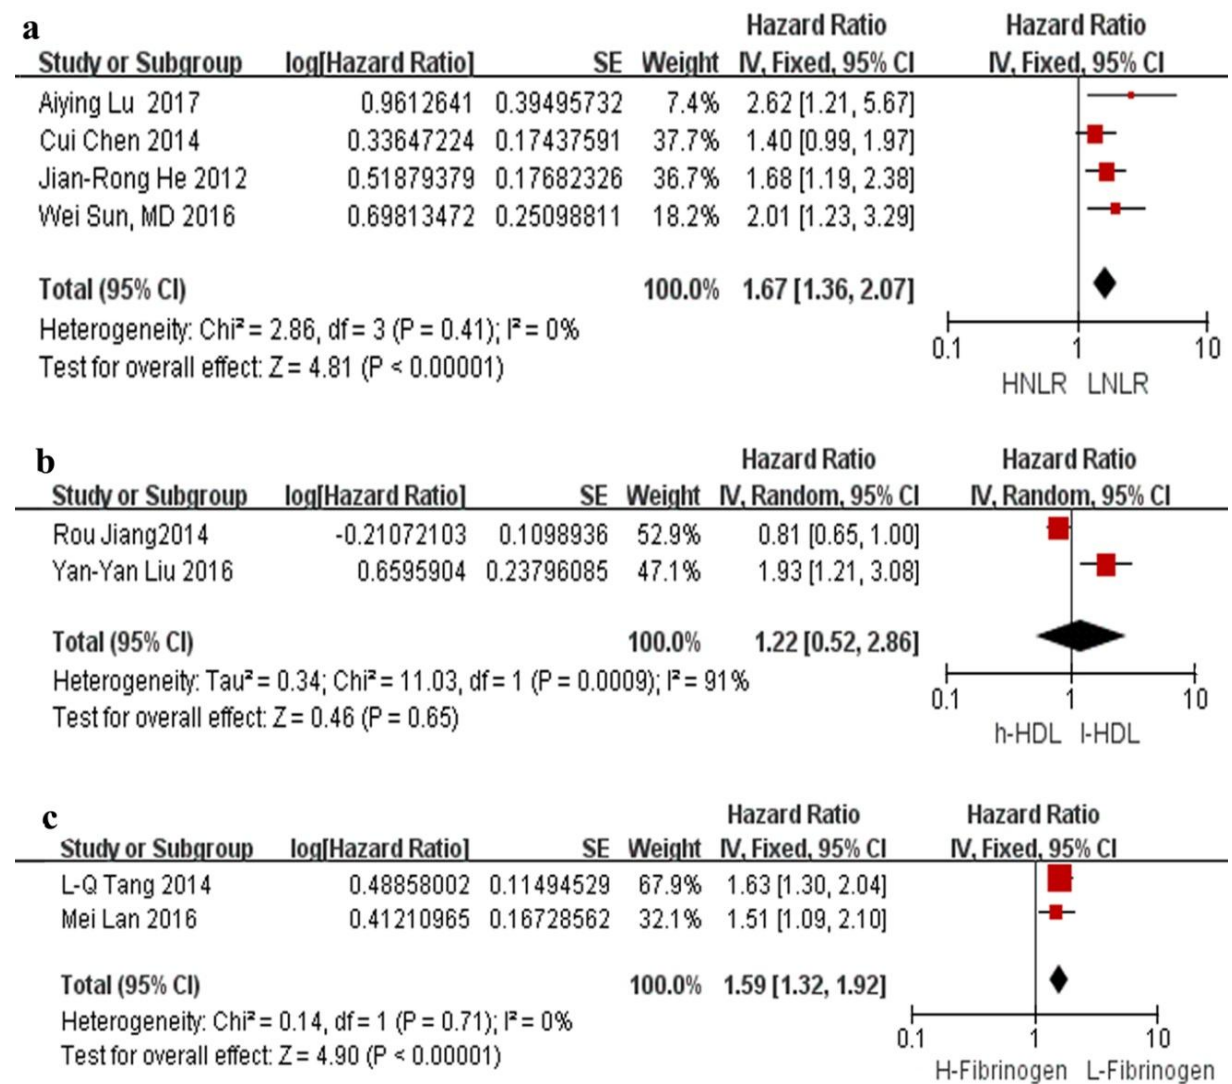 a
Hazard Ratio Hazard Ratio
Study or Subgroup log[Hazard Ratio] SE Weight IV, Fixed, 95% CI IV, Fixed, 95% CI
Aiying Lu 2017 0.9612641 0.39495732 7.4% 2.62 [1.21, 5.67]
Cui Chen 2014 0.33647224 0.17437591 37.7% 1.40 [0.99, 1.97]
Jian-Rong He 2012 0.51879379 0.17682326 36.7% 1.68 [1.19, 2.38]
Wei Sun, MD 2016 0.69813472 0.25098811 18.2% 2.01 [1.23, 3.29]
Total (95% CI) 100.0% 1.67 [1.36, 2.07]
Heterogeneity: Chi² = 2.86, df = 3 (P = 0.41); I² = 0%
Test for overall effect: Z = 4.81 (P < 0.00001)
0.1 1 10
HNLR LNLR
b
Hazard Ratio Hazard Ratio
Study or Subgroup log[Hazard Ratio] SE Weight IV, Random, 95% CI IV, Random, 95% CI
Rou Jiang2014 -0.21072103 0.1098936 52.9% 0.81 [0.65, 1.00]
Yan-Yan Liu 2016 0.6595904 0.23796085 47.1% 1.93 [1.21, 3.08]
Total (95% CI) 100.0% 1.22 [0.52, 2.86]
Heterogeneity: Tau² = 0.34; Chi² = 11.03, df = 1 (P = 0.0009); I² = 91%
Test for overall effect: Z = 0.46 (P = 0.65)
0.1 1 10
h-HDL l-HDL
c
Hazard Ratio Hazard Ratio
Study or Subgroup log[Hazard Ratio] SE Weight IV, Fixed, 95% CI IV, Fixed, 95% CI
L-Q Tang 2014 0.48858002 0.11494529 67.9% 1.63 [1.30, 2.04]
Mei Lan 2016 0.41210965 0.16728562 32.1% 1.51 [1.09, 2.10]
Total (95% CI) 100.0% 1.59 [1.32, 1.92]
Heterogeneity: Chi² = 0.14, df = 1 (P = 0.71); I² = 0%
Test for overall effect: Z = 4.90 (P < 0.00001)
0.1 1 10
H-Fibrinogen L-Fibrinogen